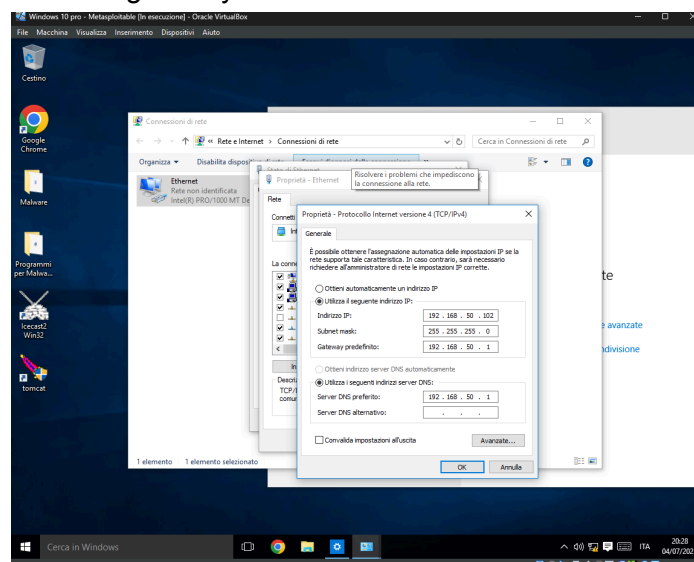 Windows 10 pro - Metasploitable [In esecuzione] - Oracle VirtualBox
File Macchina Visualizza Inserimento Dispositivi Aiuto
Cestino
Google
Chrome
Malware
Programmi
per Malwa...
Icecast2
Win32
tomcat
Connessioni di rete
« Rete e Internet › Connessioni di rete
Cerca in Connessioni di rete
Organizza
Ethernet
Rete non identificata
Intel(R) PRO/1000 MT De
Proprietà - Ethernet
Risolvere i problemi che impediscono
la connessione alla rete.
Rete
Proprietà - Protocollo Internet versione 4 (TCP/IPv4)
Generale
È possibile ottenere l'assegnazione automatica delle impostazioni IP se la
rete supporta tale caratteristica. In caso contrario, sarà necessario
richiedere all'amministratore di rete le impostazioni IP corrette.
Ottieni automaticamente un indirizzo IP
Utilizza il seguente indirizzo IP:
Indirizzo IP:
192 . 168 . 50 . 102
Subnet mask:
255 . 255 . 255 . 0
Gateway predefinito:
192 . 168 . 50 . 1
Ottieni indirizzo server DNS automaticamente
Utilizza i seguenti indirizzi server DNS:
Server DNS preferito:
192 . 168 . 50 . 1
Server DNS alternativo:
. . .
Convalida impostazioni all'uscita
Avanzate...
OK
Annulla
te
e avanzate
ndivisione
1 elemento
1 elemento selezionato
Cerca in Windows
ITA
20:28
04/07/202